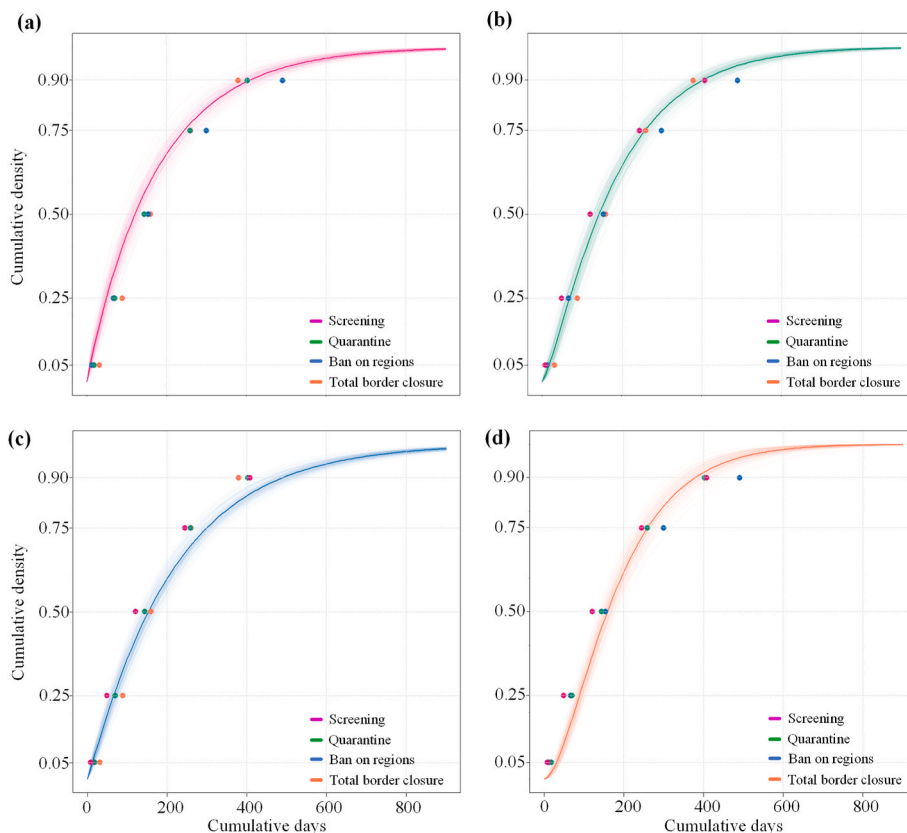 (a)
Cumulative density
0.90
0.75
0.50
0.25
0.05
Screening
Quarantine
Ban on regions
Total border closure
(b)
0.90
0.75
0.50
0.25
0.05
Screening
Quarantine
Ban on regions
Total border closure
(c)
Cumulative density
0.90
0.75
0.50
0.25
0.05
Screening
Quarantine
Ban on regions
Total border closure
0 200 400 600 800
Cumulative days
(d)
0.90
0.75
0.50
0.25
0.05
Screening
Quarantine
Ban on regions
Total border closure
0 200 400 600 800
Cumulative days